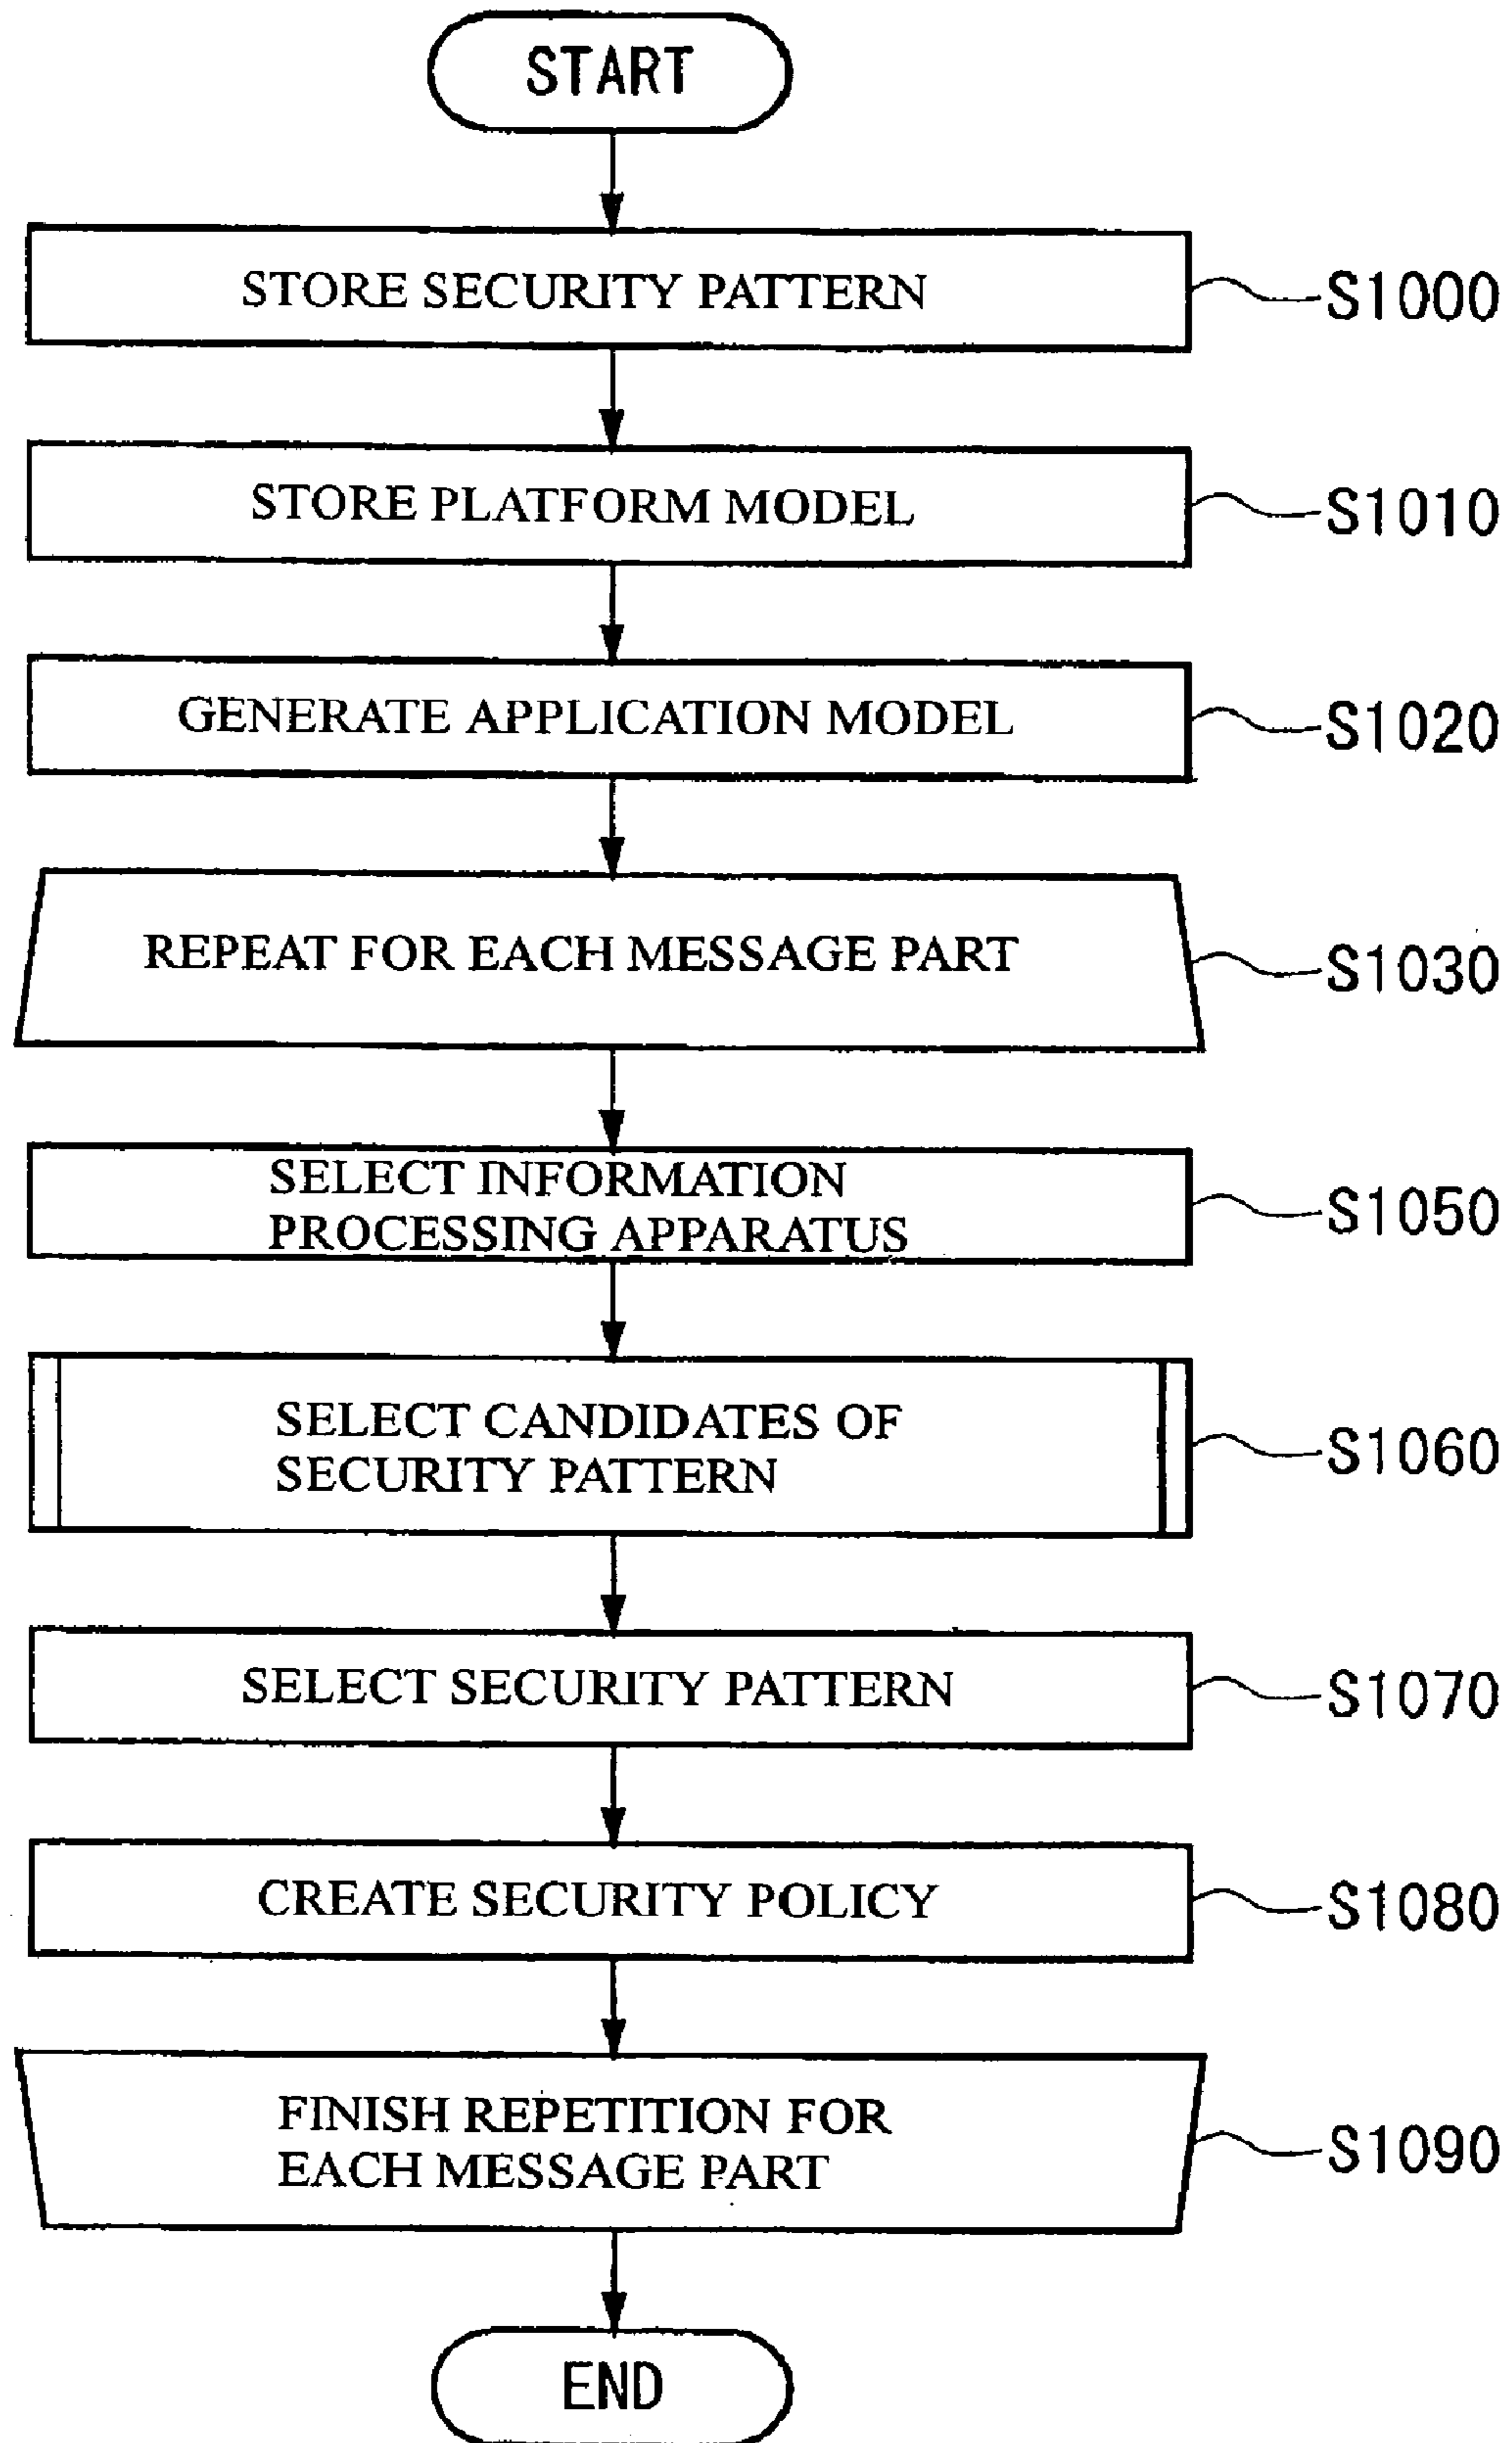 START
STORE SECURITY PATTERN
S1000
STORE PLATFORM MODEL
S1010
GENERATE APPLICATION MODEL
S1020
REPEAT FOR EACH MESSAGE PART
S1030
SELECT INFORMATION
PROCESSING APPARATUS
S1050
SELECT CANDIDATES OF
SECURITY PATTERN
S1060
SELECT SECURITY PATTERN
S1070
CREATE SECURITY POLICY
S1080
FINISH REPETITION FOR
EACH MESSAGE PART
S1090
END